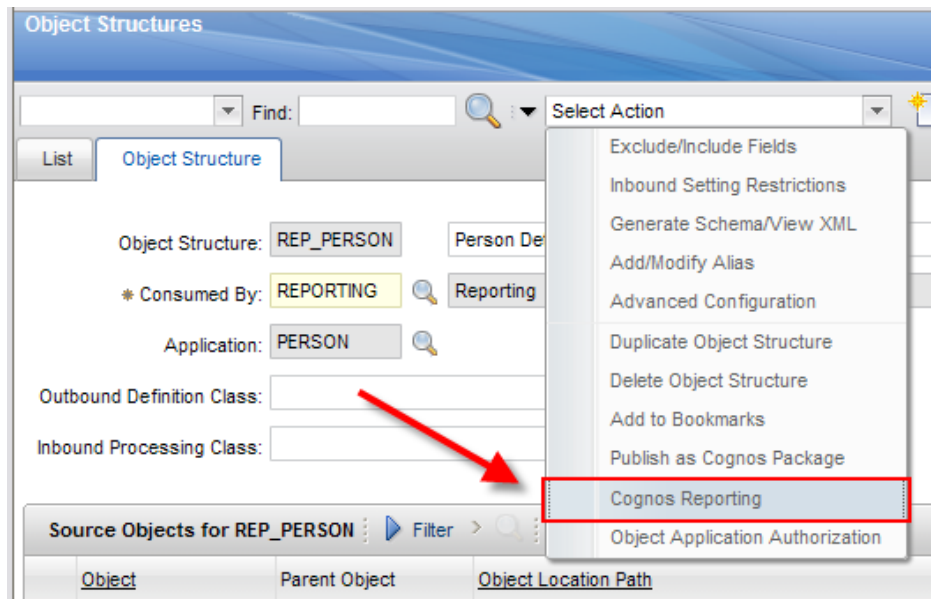 Object Structures
Find:
Select Action
List
Object Structure
Exclude/Include Fields
Inbound Setting Restrictions
Generate Schema/View XML
Add/Modify Alias
Advanced Configuration
Duplicate Object Structure
Delete Object Structure
Add to Bookmarks
Publish as Cognos Package
Cognos Reporting
Object Application Authorization
Object Structure: REP_PERSON Person De
* Consumed By: REPORTING Reporting
Application: PERSON
Outbound Definition Class:
Inbound Processing Class:
Source Objects for REP_PERSON Filter
Object Parent Object Object Location Path